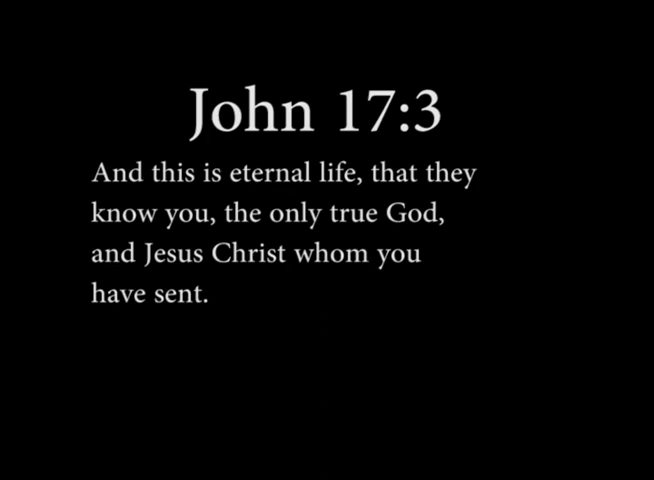 John 17:3
And this is eternal life, that they
know you, the only true God,
and Jesus Christ whom you
have sent.